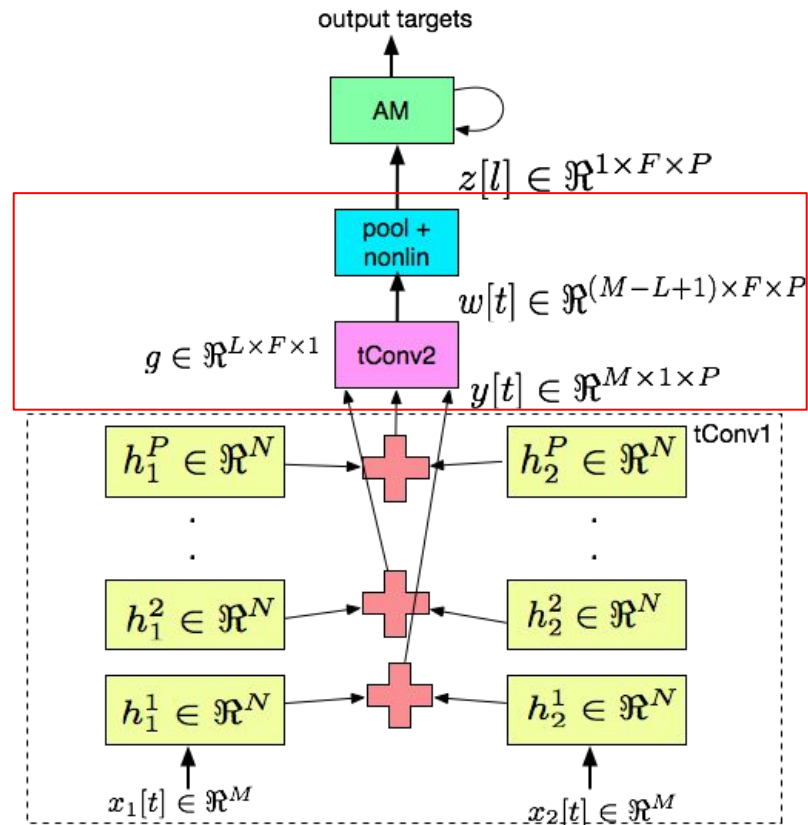 output targets
AM
z[l] ∈ ℜ^{1×F×P}
pool +
nonlin
w[t] ∈ ℜ^{(M−L+1)×F×P}
g ∈ ℜ^{L×F×1}
tConv2
y[t] ∈ ℜ^{M×1×P}
tConv1
h_1^P ∈ ℜ^N
h_2^P ∈ ℜ^N
. .
. .
h_1^2 ∈ ℜ^N
h_2^2 ∈ ℜ^N
h_1^1 ∈ ℜ^N
h_2^1 ∈ ℜ^N
x_1[t] ∈ ℜ^M
x_2[t] ∈ ℜ^M